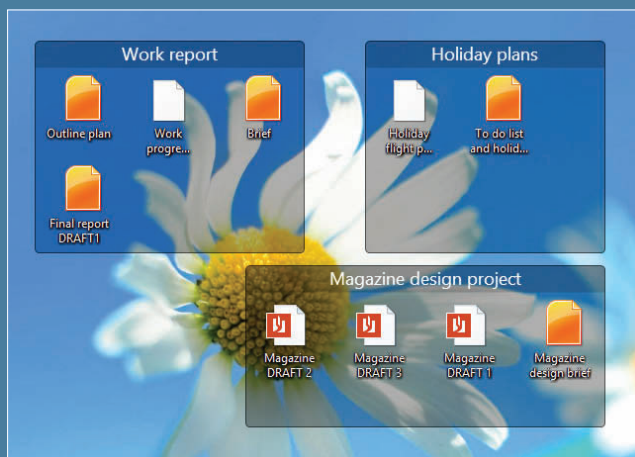 Work report
Outline plan
Work
progre...
Brief
Final report
DRAFT1
Holiday plans
Holiday
flight p...
To do list
and holid...
Magazine design project
Magazine
DRAFT 2
Magazine
DRAFT 3
Magazine
DRAFT 1
Magazine
design brief